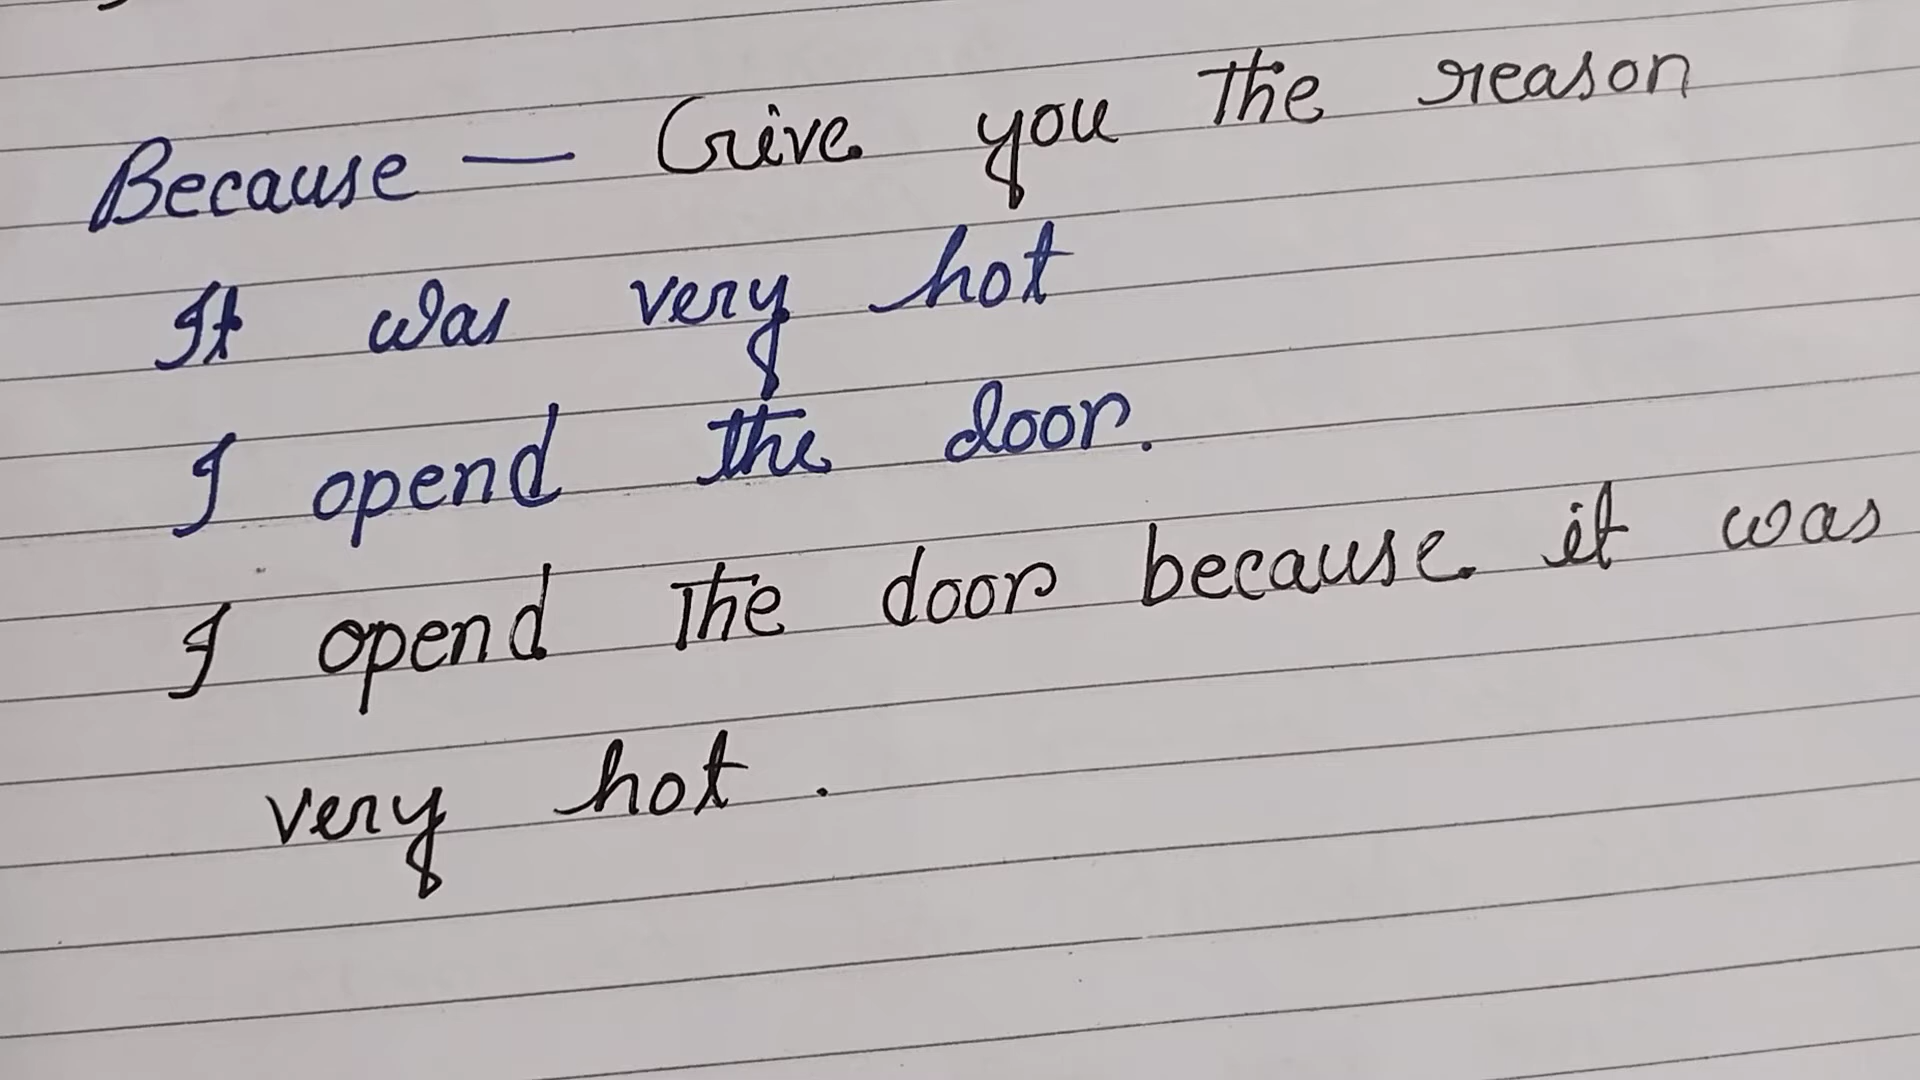 Because — Give you the reason
It was very hot
I opend the door.
I opend the door because it was
very hot .